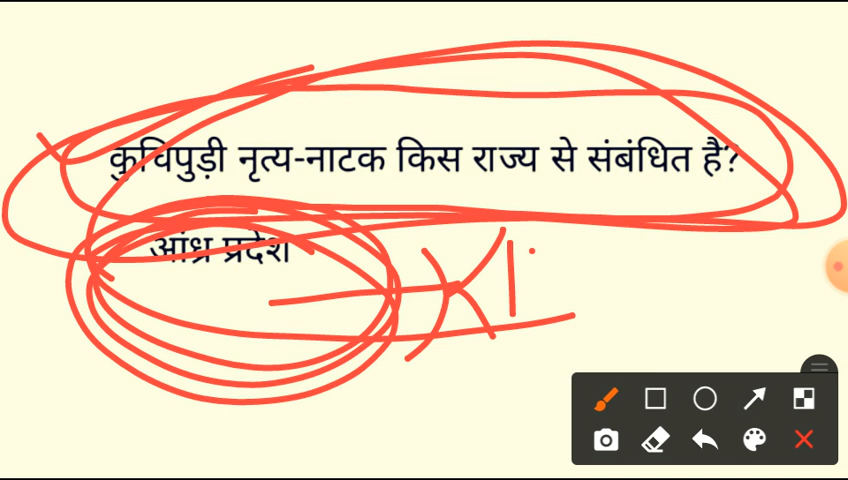 कुचिपुड़ी नृत्य-नाटक किस राज्य से संबंधित है?
आंध्र प्रदेश